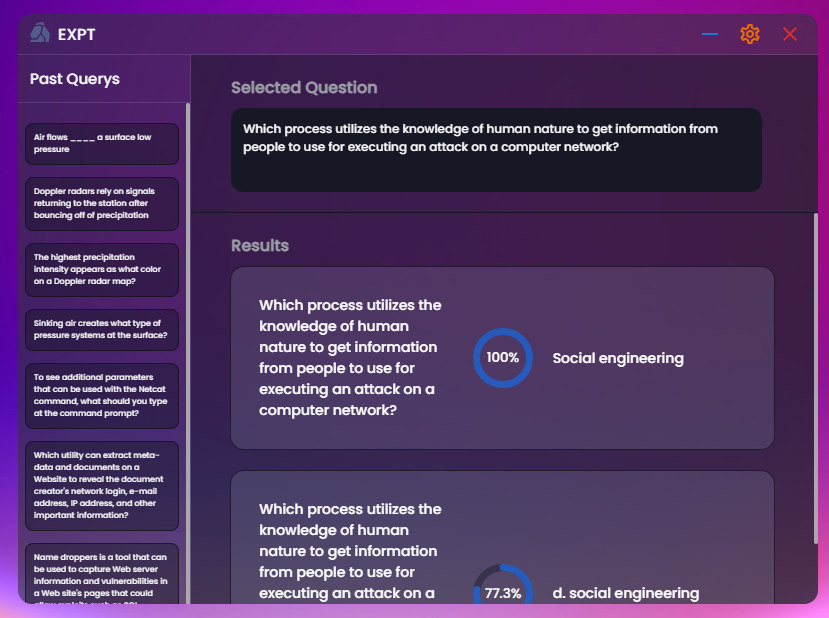 EXPT
Past Querys
Air flows ____ a surface low
pressure
Doppler radars rely on signals
returning to the station after
bouncing off of precipitation
The highest precipitation
intensity appears as what color
on a Doppler radar map?
Sinking air creates what type of
pressure systems at the surface?
To see additional parameters
that can be used with the Netcat
command, what should you type
at the command prompt?
Which utility can extract meta-
data and documents on a
Website to reveal the document
creator's network login, e-mail
address, IP address, and other
important information?
Name droppers is a tool that can
be used to capture Web server
information and vulnerabilities in
a Web site's pages that could
Selected Question
Which process utilizes the knowledge of human nature to get information from
people to use for executing an attack on a computer network?
Results
Which process utilizes the
knowledge of human
nature to get information
from people to use for
executing an attack on a
computer network?
100%
Social engineering
Which process utilizes the
knowledge of human
nature to get information
from people to use for
executing an attack on a
77.3%
d. social engineering